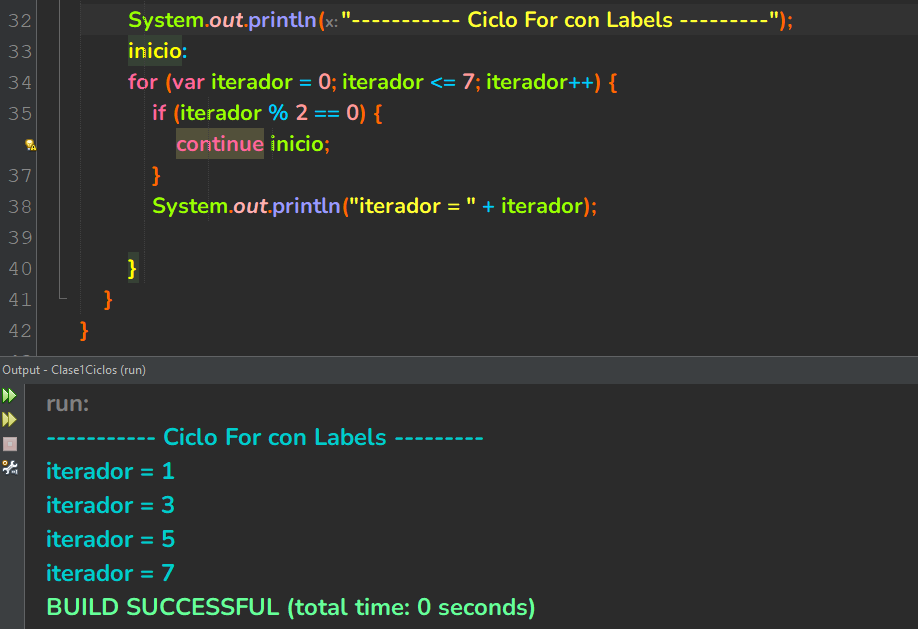 32 System.out.println(x: "----------- Ciclo For con Labels ---------");
33 inicio:
34 for (var iterador = 0; iterador <= 7; iterador++) {
35 if (iterador % 2 == 0) {
continue inicio;
37 }
38 System.out.println("iterador = " + iterador);
39
40 }
41 }
42 }
Output - Clase1Ciclos (run)
run:
----------- Ciclo For con Labels ---------
iterador = 1
iterador = 3
iterador = 5
iterador = 7
BUILD SUCCESSFUL (total time: 0 seconds)